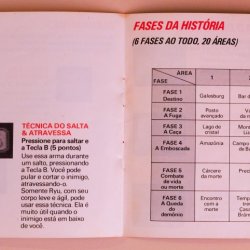 TÉCNICA DO SALTA
& ATRAVESSA
Pressione para saltar e
a Tecla B (5 pontos)
Use essa arma durante
um salto, pressionando
a Tecla B. Você pode
pular e cortar o inimigo,
atravessando-o.
Somente Ryu, com seu
corpo leve e ágil, pode
usar essa técnica. Ela é
muito útil quando o
inimigo está em baixo
de você.
FASES DA HISTÓRIA
(6 FASES AO TODO, 20 ÁREAS)
ÁREA
FASE
1
FASE 1
Destino
Galesburg
Bar da
FASE 2
A Fuga
Posto
avançado
FASE 3
A Caça
Lago de
cristal
FASE 4
A Emboscada
Amazônia
FASE 5
Combate
de vida
ou morte
Cárcere
da morte
FASE 6
A Queda
do
demônio
Encontro
com a
morte